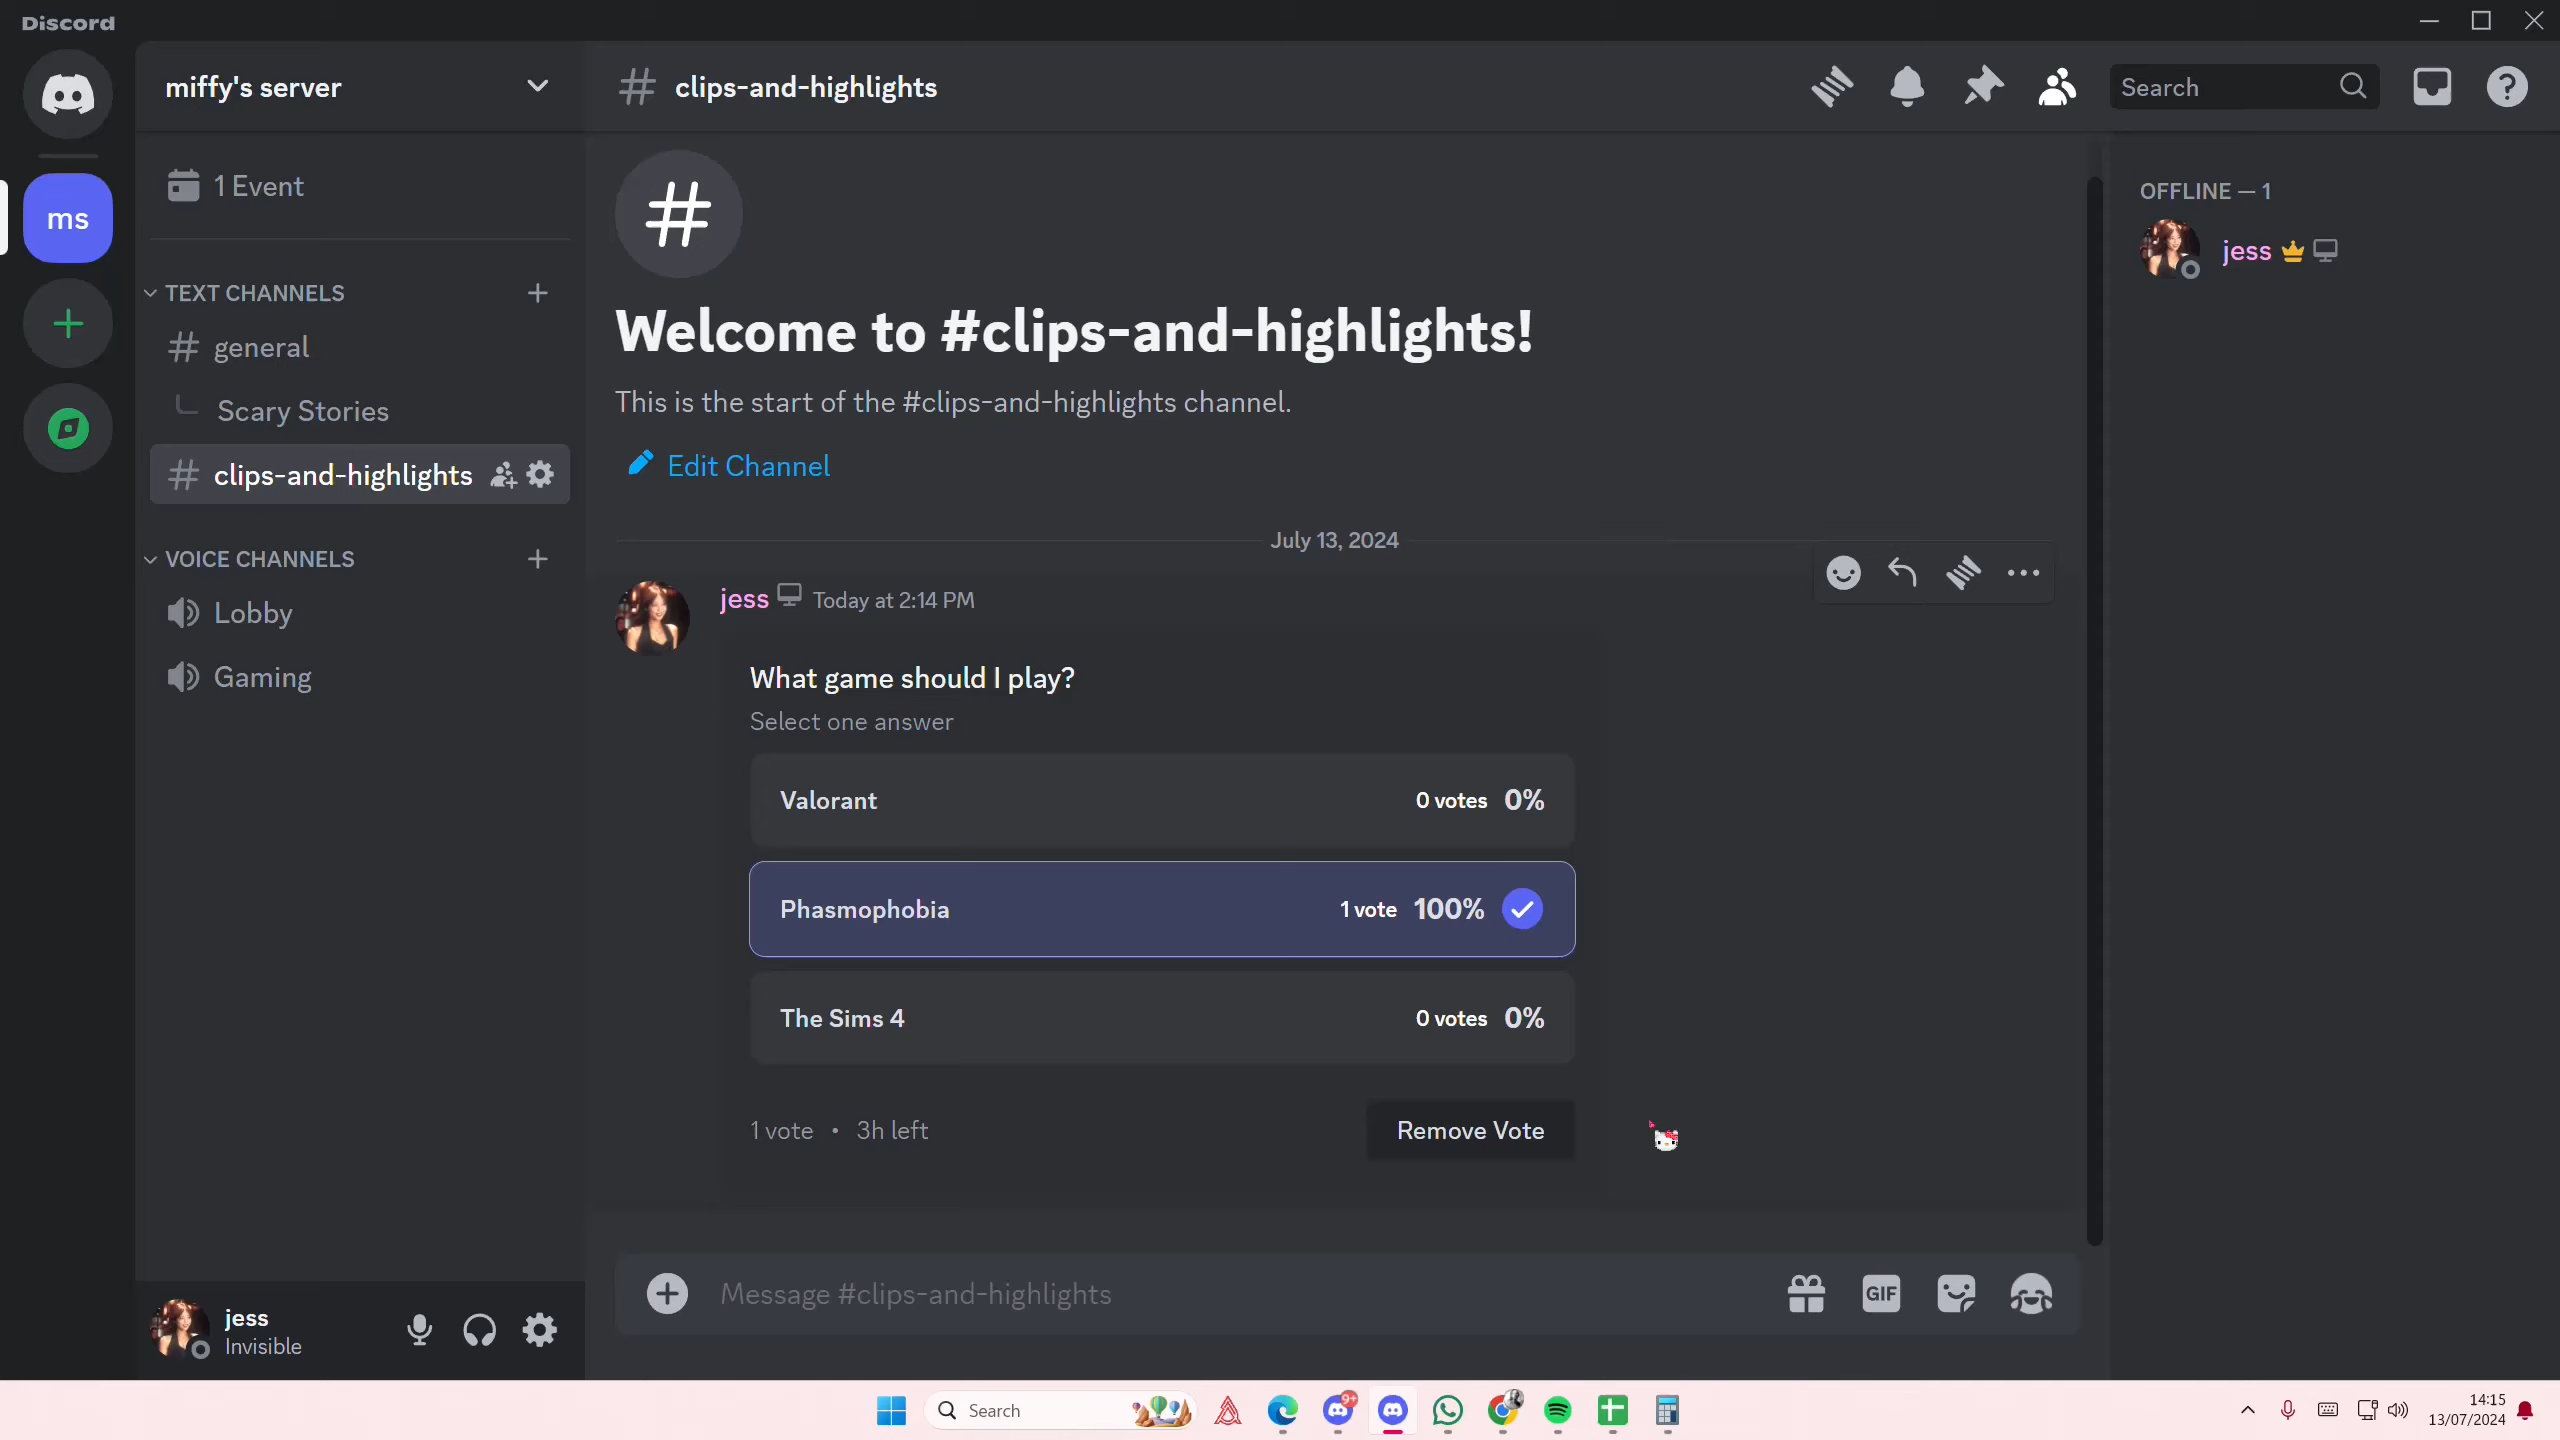 Discord
miffy's server
clips-and-highlights
Search
1 Event
ms
TEXT CHANNELS
general
Scary Stories
clips-and-highlights
VOICE CHANNELS
Lobby
Gaming
Welcome to #clips-and-highlights!
This is the start of the #clips-and-highlights channel.
Edit Channel
July 13, 2024
jess Today at 2:14 PM
What game should I play?
Select one answer
Valorant 0 votes 0%
Phasmophobia 1 vote 100%
The Sims 4 0 votes 0%
1 vote • 3h left Remove Vote
Message #clips-and-highlights
GIF
OFFLINE — 1
jess
jess
Invisible
Search
9+
14:15
13/07/2024